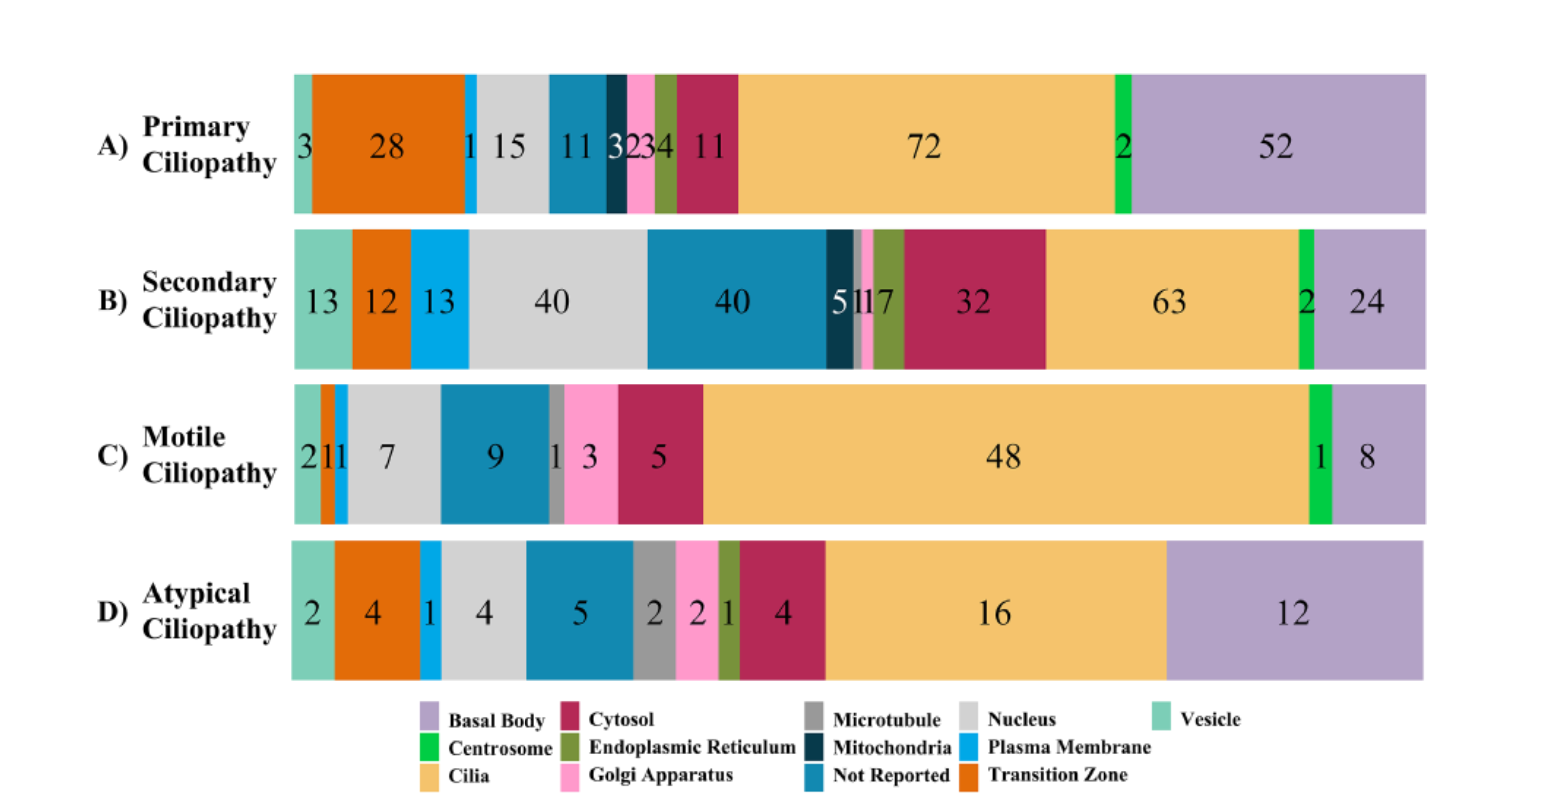 A)
Primary
Ciliopathy
3 28 1 15 11 3 2 3 4 11 72 2 52
B)
Secondary
Ciliopathy
13 12 13 40 40 5 1 1 7 32 63 2 24
C)
Motile
Ciliopathy
2 1 1 7 9 1 3 5 48 1 8
D)
Atypical
Ciliopathy
2 4 1 4 5 2 2 1 4 16 12
Basal Body Cytosol Microtubule Nucleus Vesicle
Centrosome Endoplasmic Reticulum Mitochondria Plasma Membrane
Cilia Golgi Apparatus Not Reported Transition Zone